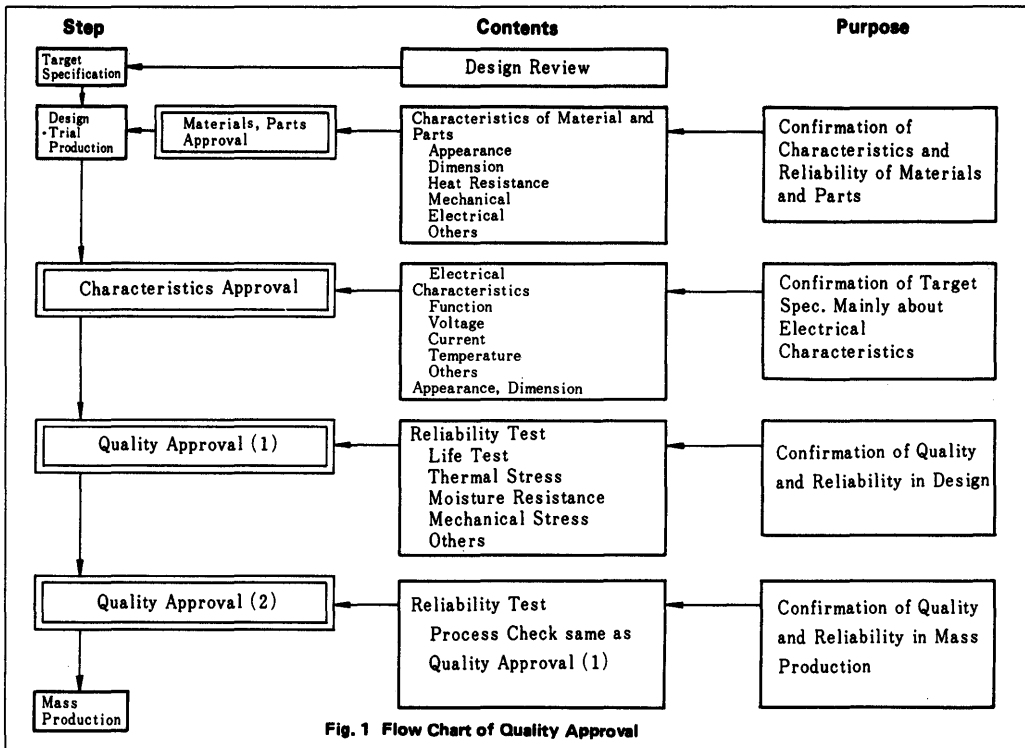 Step Contents Purpose
Target
Specification
Design Review
Design
·Trial
Production
Materials, Parts
Approval
Characteristics of Material and
Parts
Appearance
Dimension
Heat Resistance
Mechanical
Electrical
Others
Confirmation of
Characteristics and
Reliability of Materials
and Parts
Characteristics Approval
Electrical
Characteristics
Function
Voltage
Current
Temperature
Others
Appearance, Dimension
Confirmation of Target
Spec. Mainly about
Electrical
Characteristics
Quality Approval (1)
Reliability Test
Life Test
Thermal Stress
Moisture Resistance
Mechanical Stress
Others
Confirmation of Quality
and Reliability in Design
Quality Approval (2)
Reliability Test
Process Check same as
Quality Approval (1)
Confirmation of Quality
and Reliability in Mass
Production
Mass
Production
Fig. 1 Flow Chart of Quality Approval